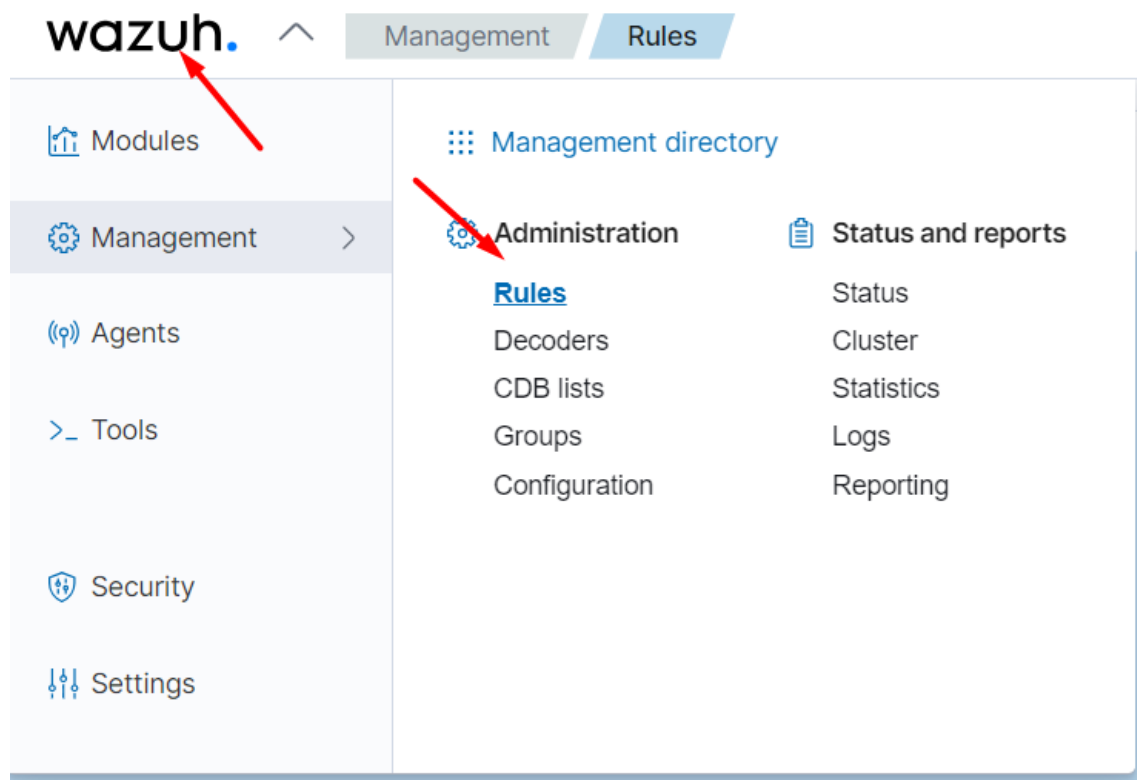 wazuh. Management Rules
Modules
Management
Agents
>_ Tools
Security
Settings
Management directory
Administration
Rules
Decoders
CDB lists
Groups
Configuration
Status and reports
Status
Cluster
Statistics
Logs
Reporting